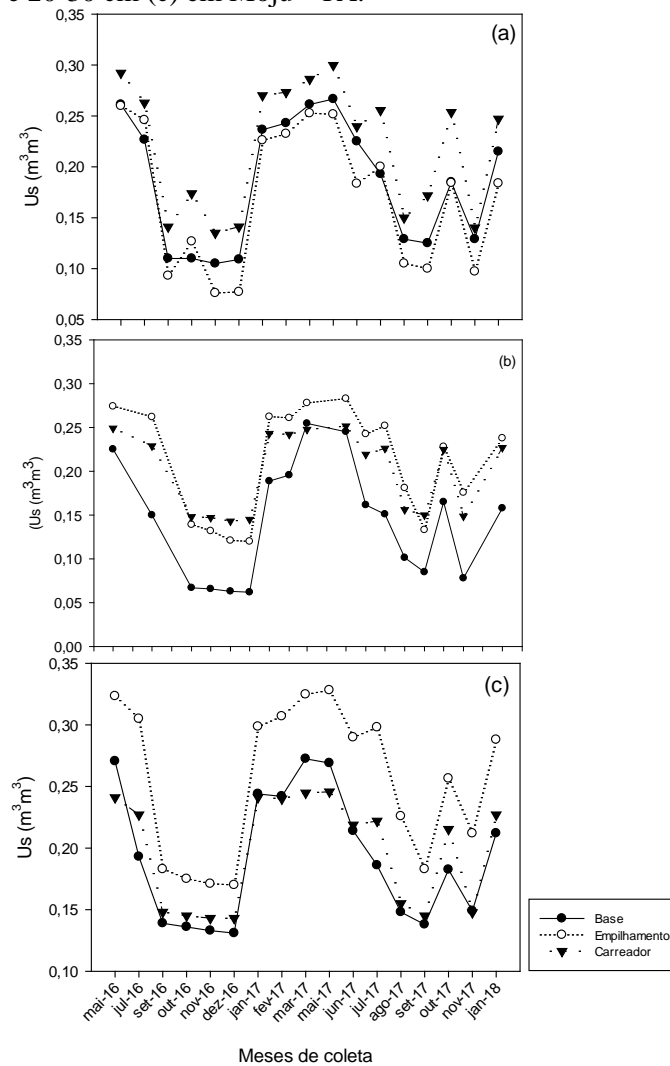 e 20-30 cm (c) em Moju – PA.
(a)
0,35
0,30
0,25
0,20
0,15
0,10
0,05
Us (m³m³)
(b)
0,35
0,30
0,25
0,20
0,15
0,10
0,05
0,00
(Us (m³m³)
(c)
0,35
0,30
0,25
0,20
0,15
0,10
Us (m³m³)
mai-16
jul-16
set-16
out-16
nov-16
dez-16
jan-17
fev-17
mar-17
mai-17
jun-17
jul-17
ago-17
set-17
out-17
nov-17
jan-18
Meses de coleta
Base
Empilhamento
Carreador